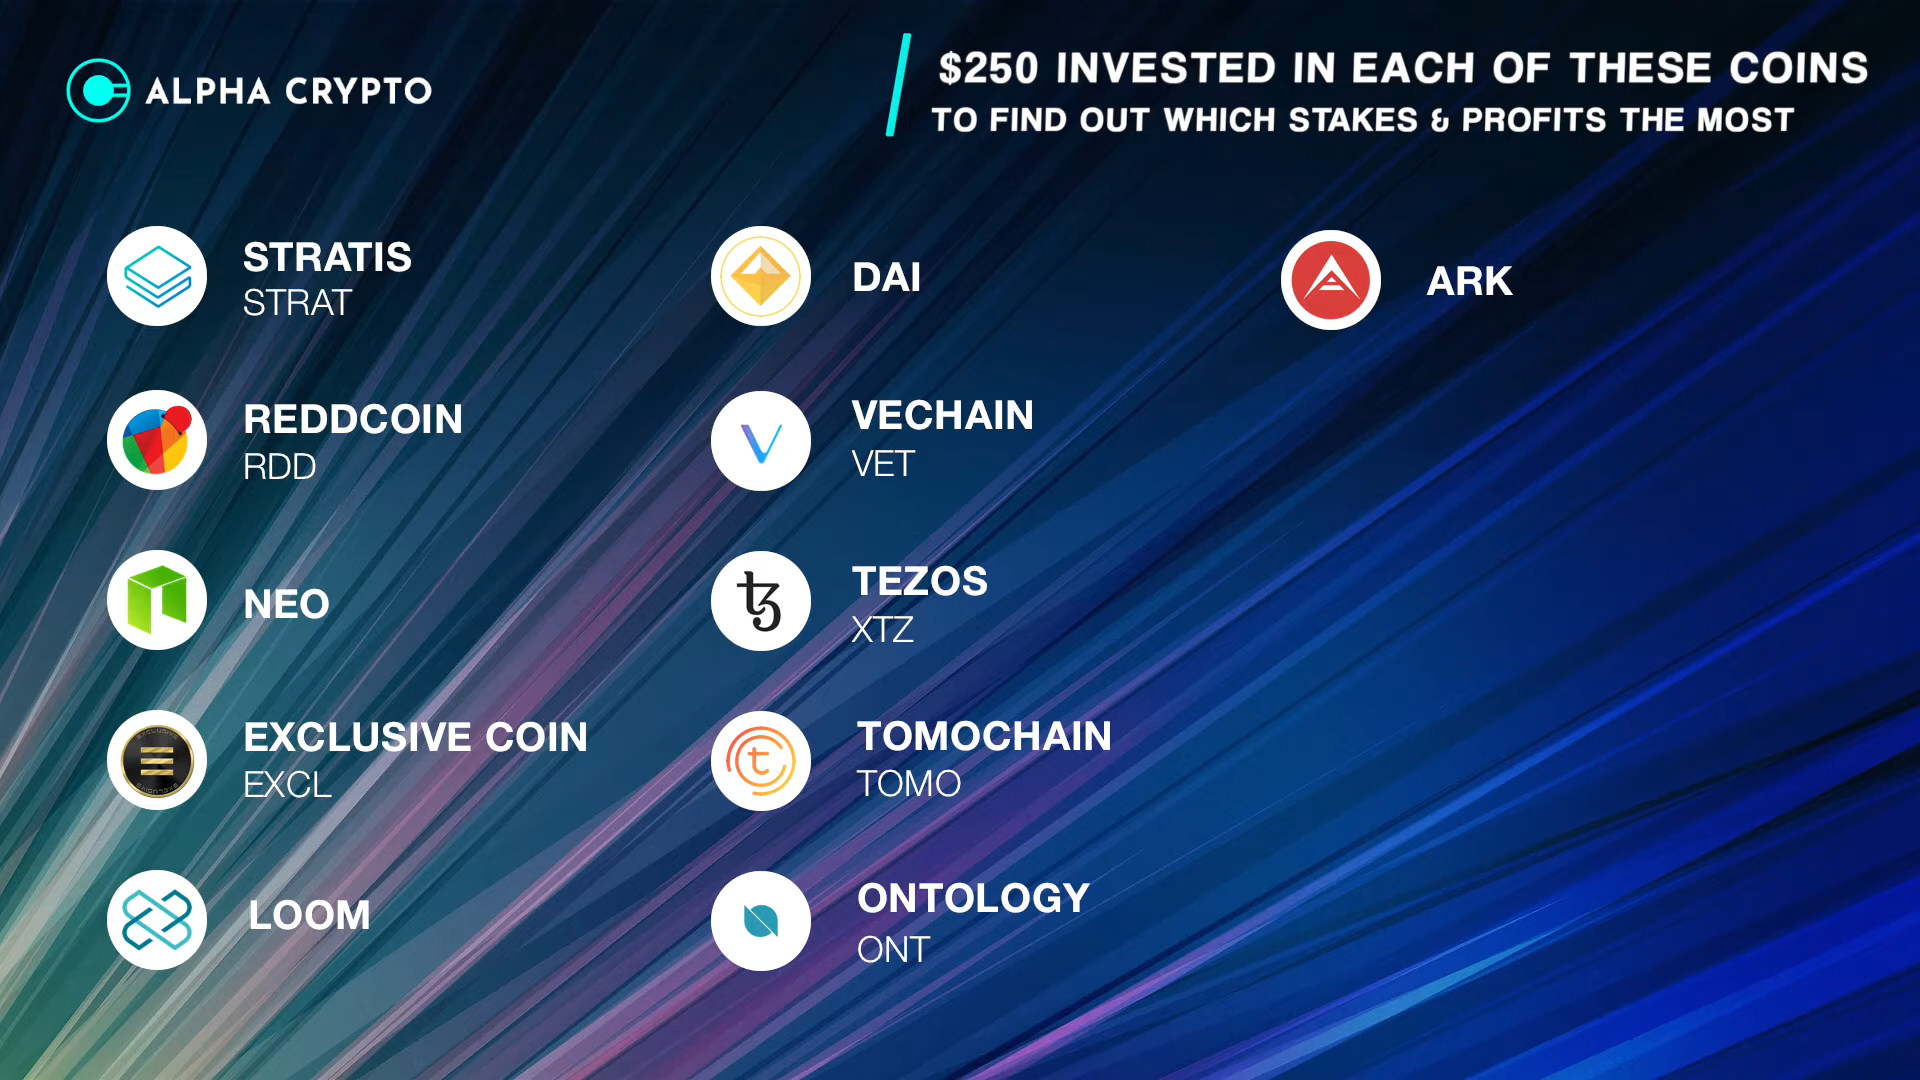 ALPHA CRYPTO
$250 INVESTED IN EACH OF THESE COINS
TO FIND OUT WHICH STAKES & PROFITS THE MOST
STRATIS
STRAT
REDDCOIN
RDD
NEO
EXCLUSIVE COIN
EXCL
LOOM
DAI
VECHAIN
VET
TEZOS
XTZ
TOMOCHAIN
TOMO
ONTOLOGY
ONT
ARK